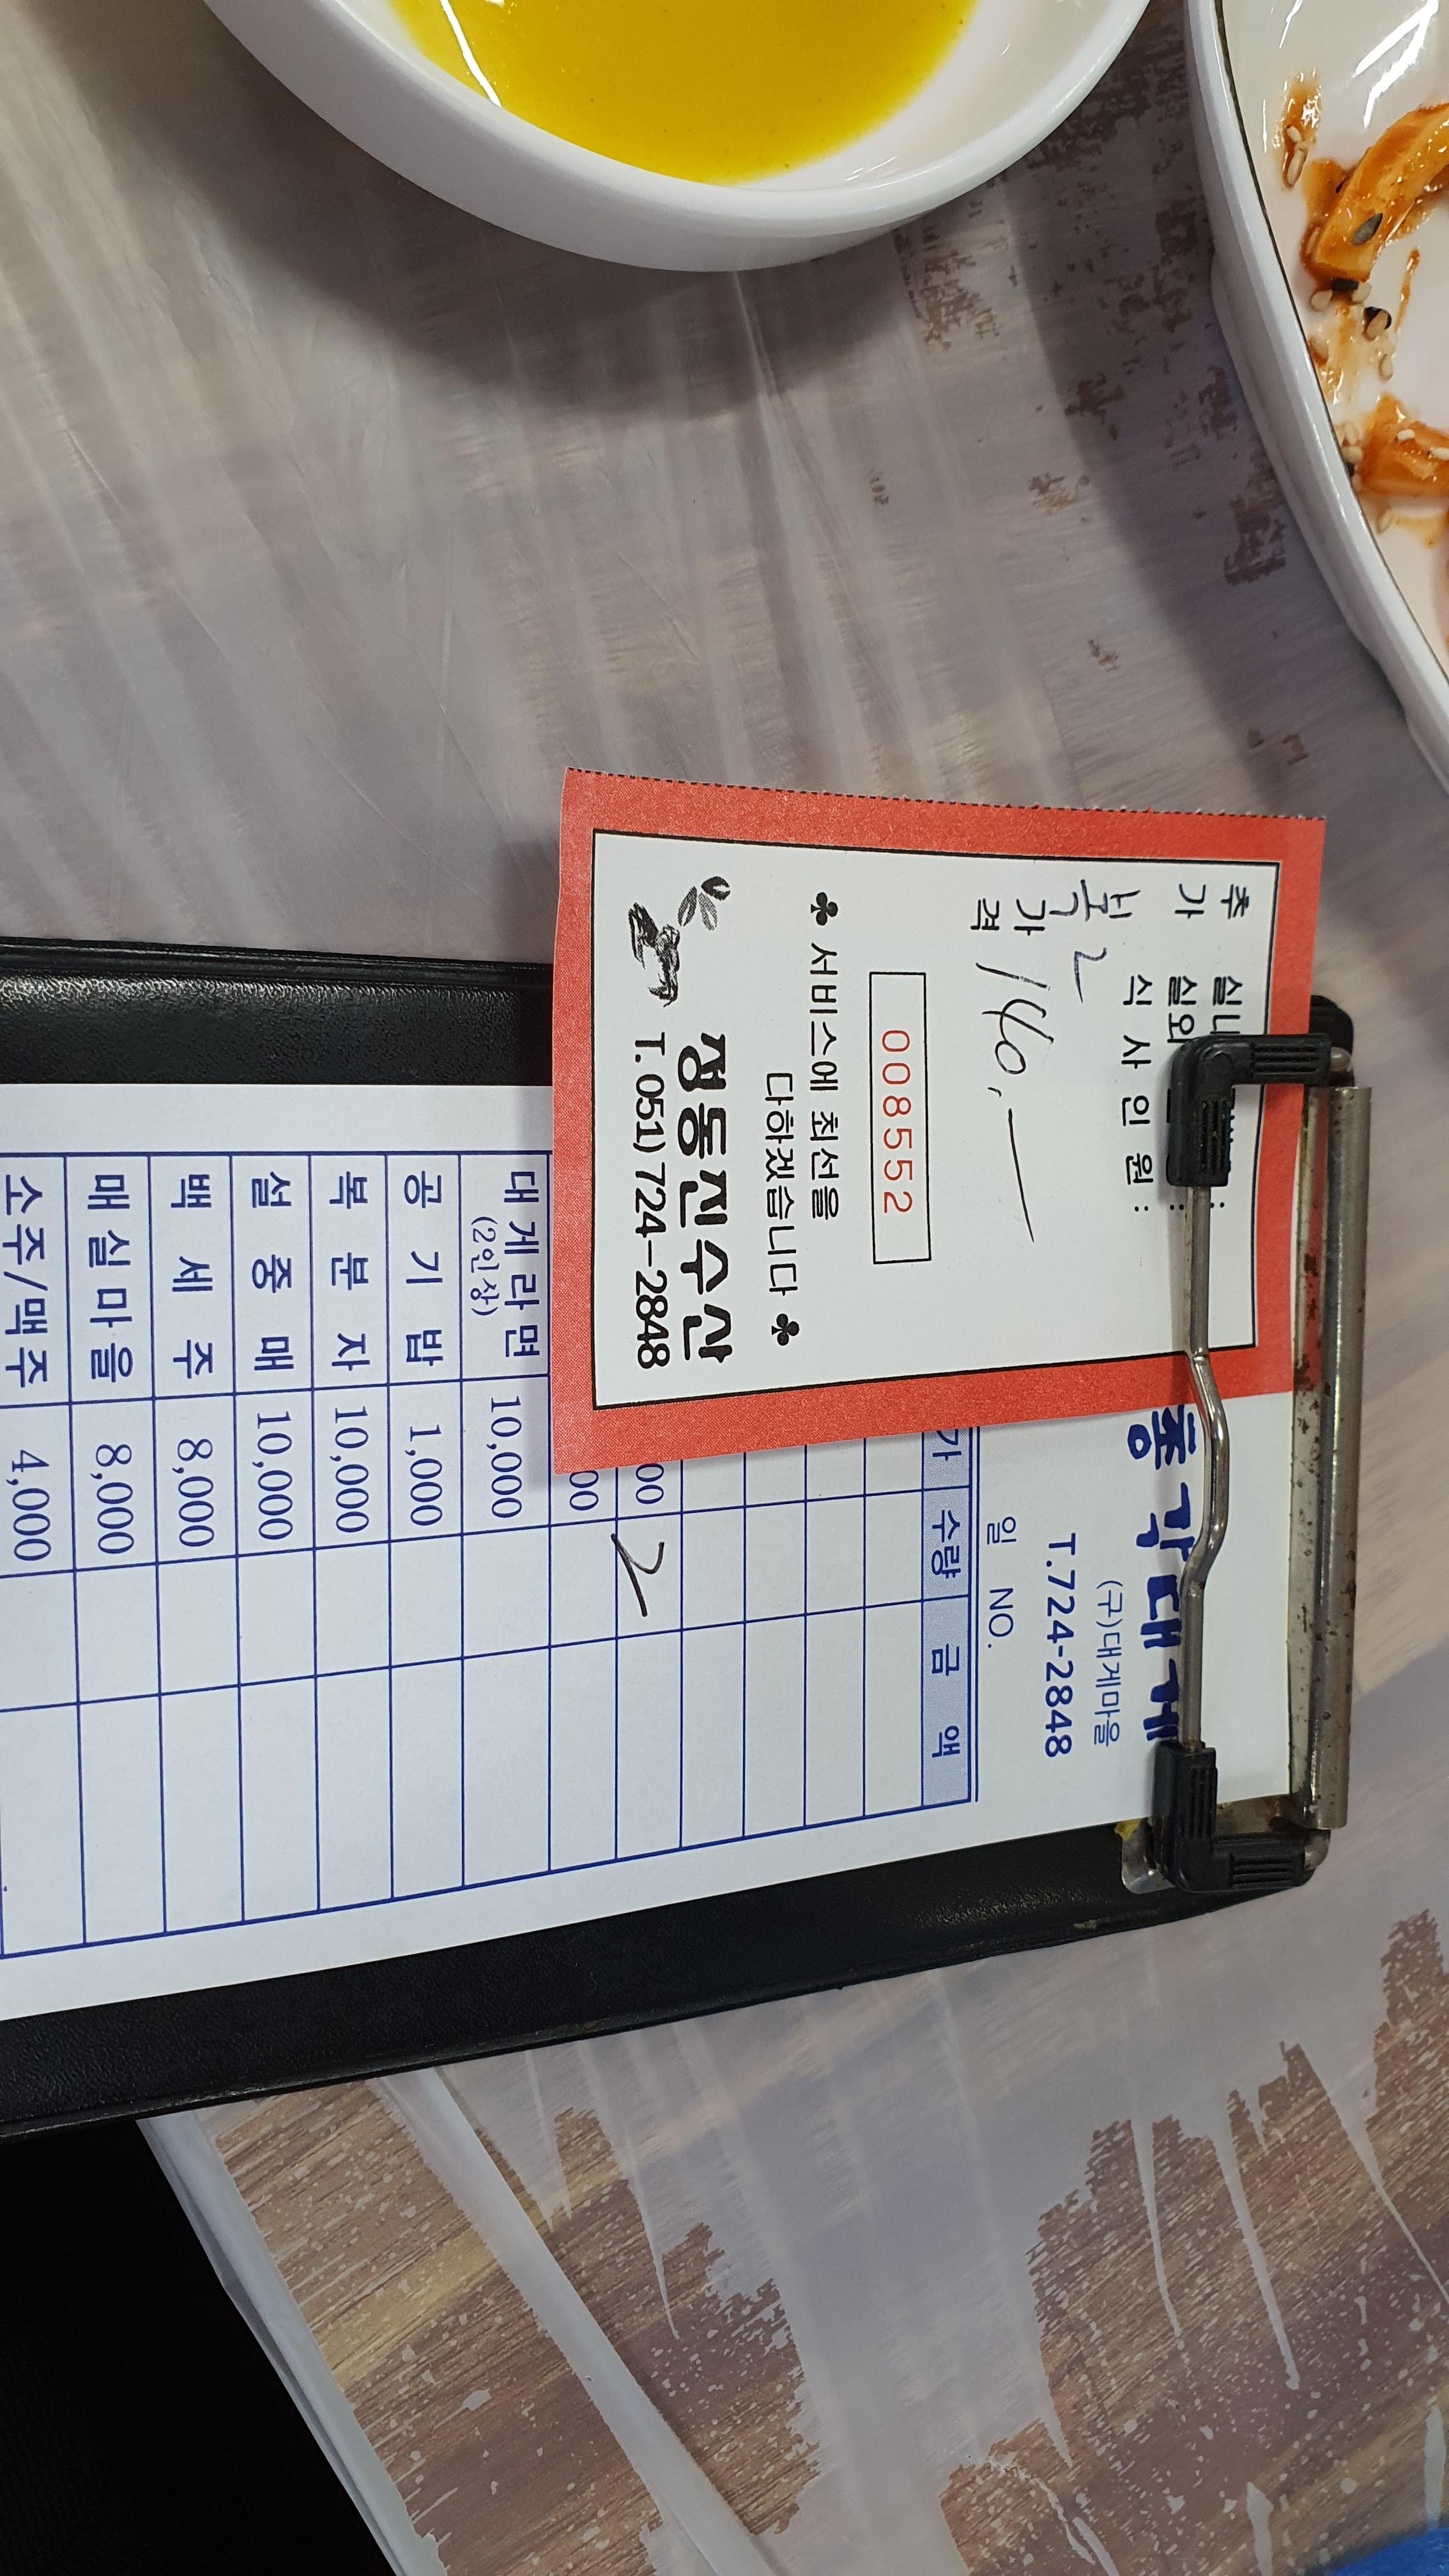 추가
실외
식 사 인 원 :
2
가격 140,—
008552
♣ 서비스에 최선을
다하겠습니다 ♣
정동진수산
T.051) 724-2848
대게
(구)대게마을
T.724-2848
일 NO.
가 수량 금 액
00 2
00
대게라면 (2인상) 10,000
공 기 밥 1,000
복 분 자 10,000
설 중 매 10,000
백 세 주 8,000
매실마을 8,000
소주/맥주 4,000